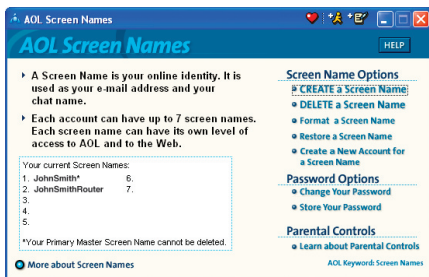 AOL Screen Names
AOL Screen Names
HELP
A Screen Name is your online identity. It is
used as your e-mail address and your
chat name.
Each account can have up to 7 screen names.
Each screen name can have its own level of
access to AOL and to the Web.
Your current Screen Names:
1. JohnSmith* 6.
2. JohnSmithRouter 7.
3.
4.
5.
*Your Primary Master Screen Name cannot be deleted.
More about Screen Names
Screen Name Options
CREATE a Screen Name
DELETE a Screen Name
Format a Screen Name
Restore a Screen Name
Create a New Account for
a Screen Name
Password Options
Change Your Password
Store Your Password
Parental Controls
Learn about Parental Controls
AOL Keyword: Screen Names